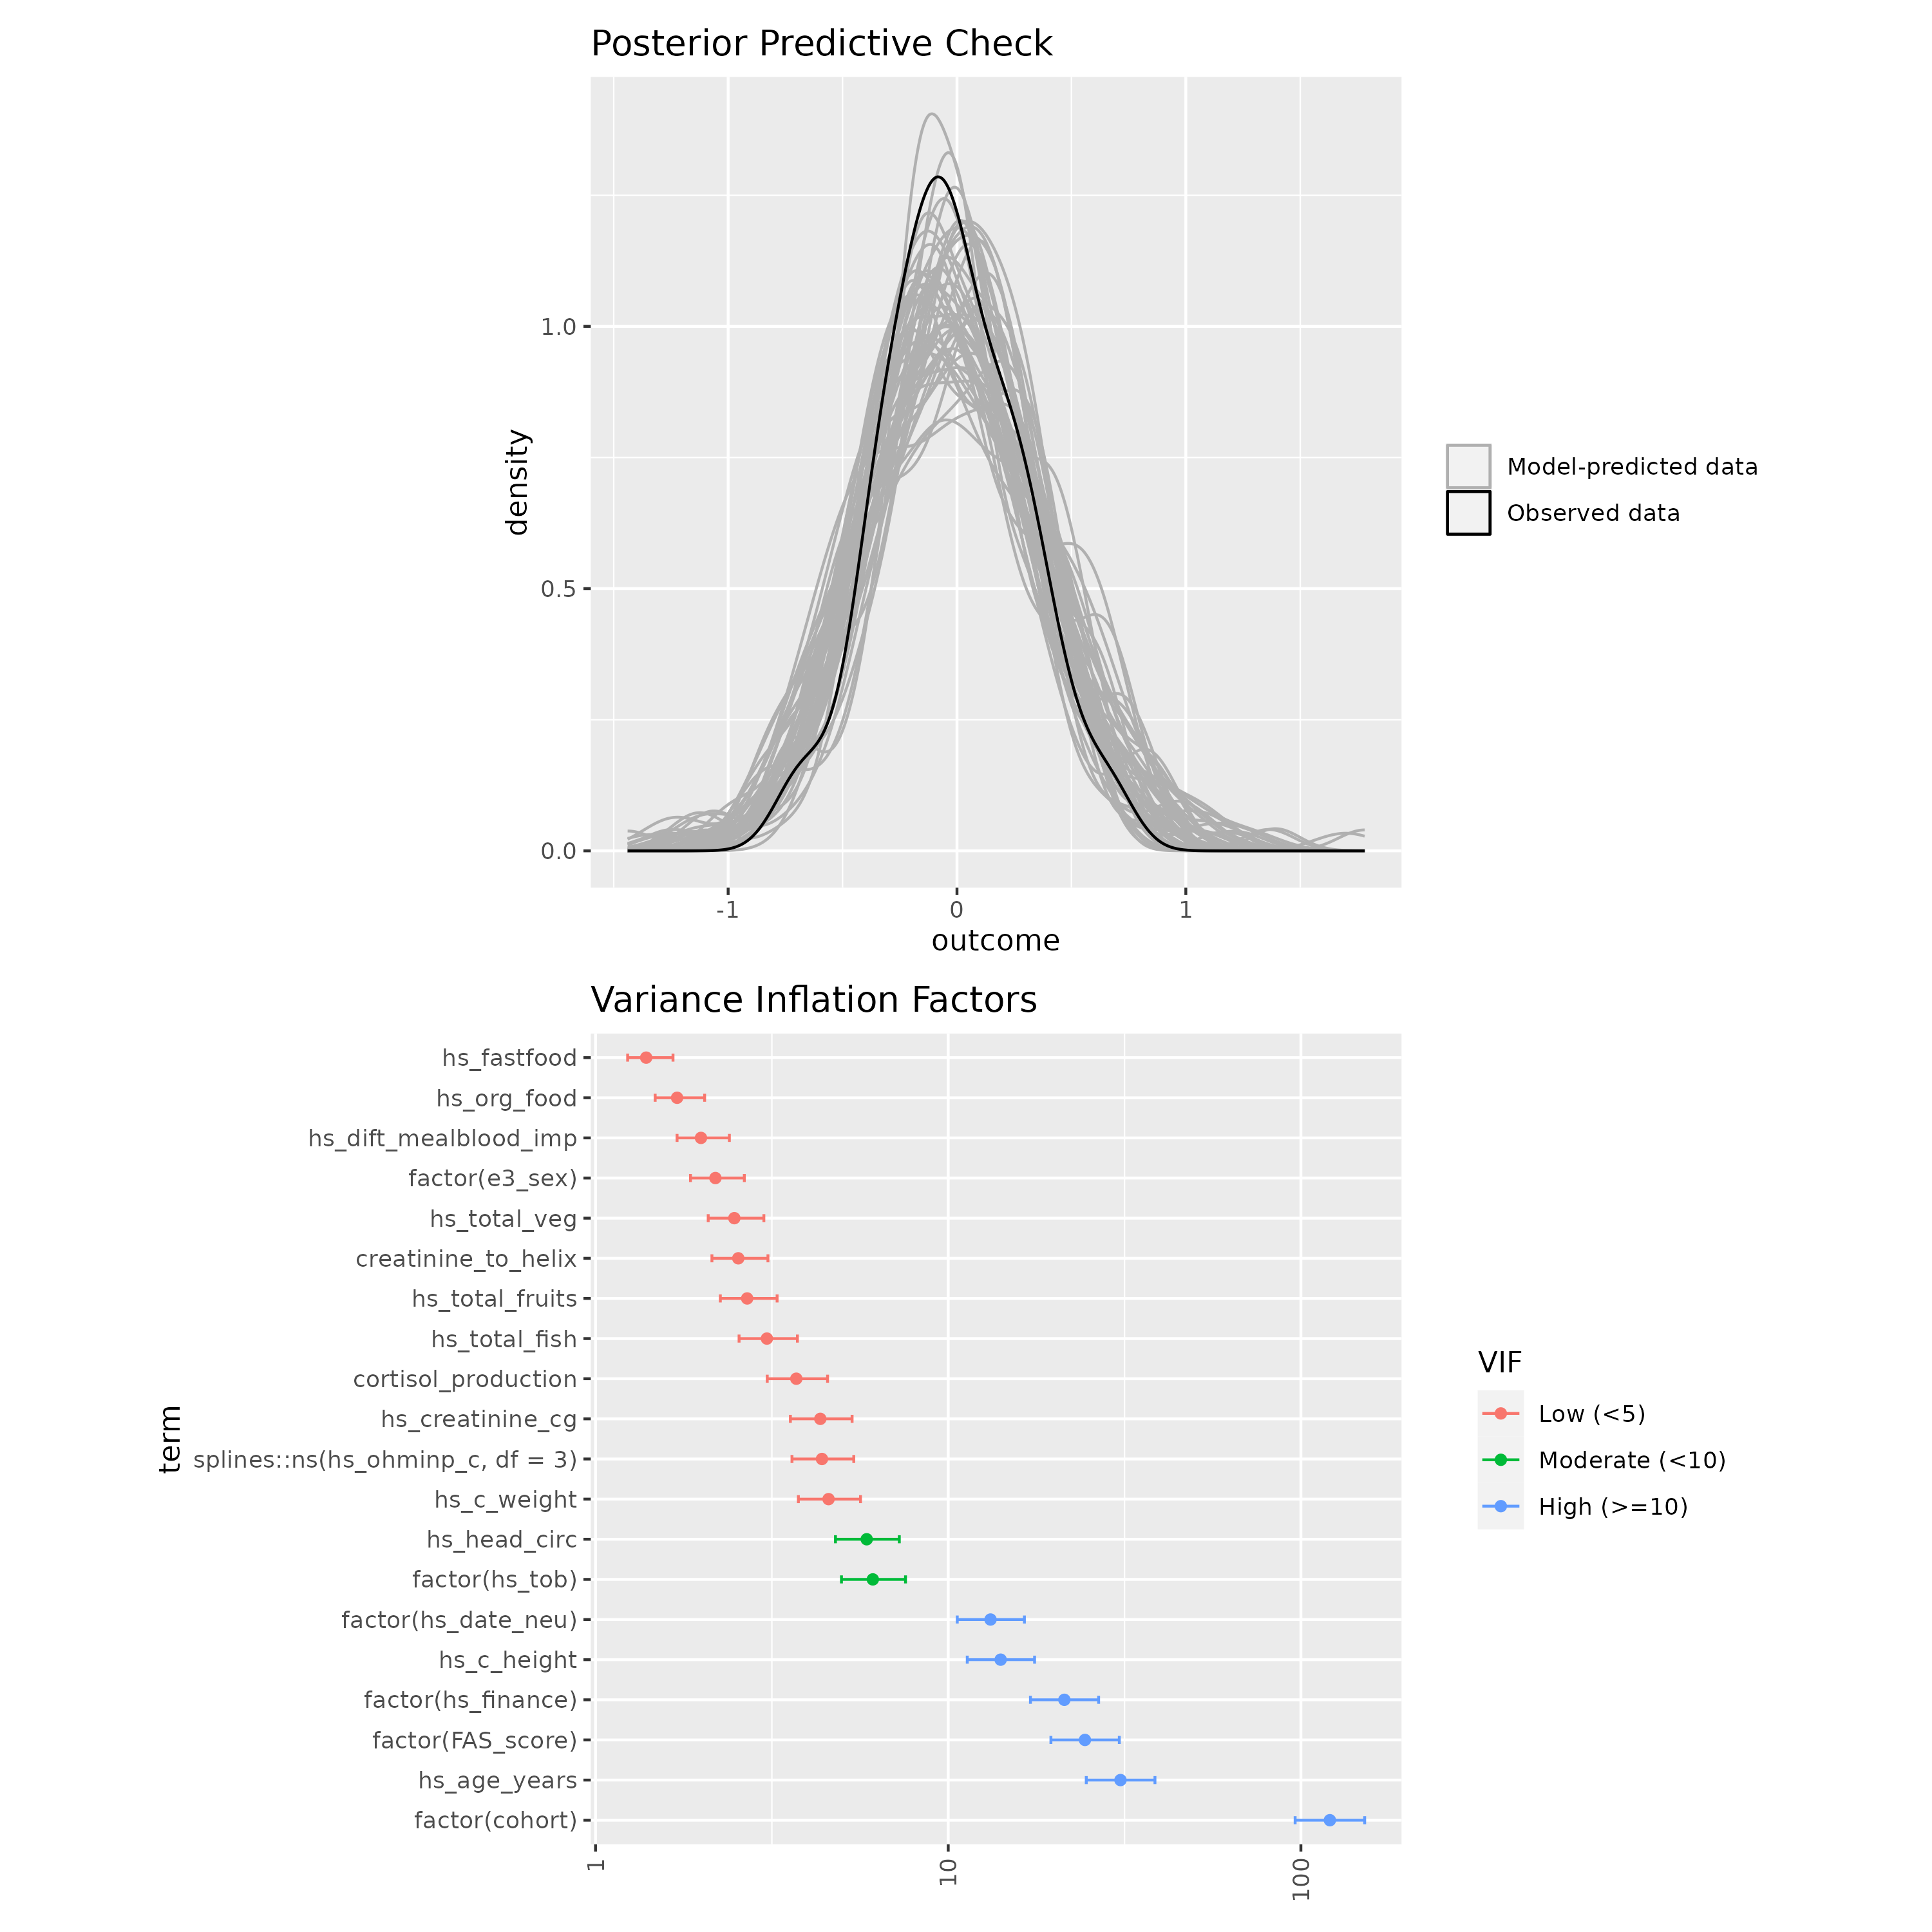 Posterior Predictive Check
density
1.0
0.5
0.0
-1
0
1
outcome
Model-predicted data
Observed data
Variance Inflation Factors
term
hs_fastfood
hs_org_food
hs_dift_mealblood_imp
factor(e3_sex)
hs_total_veg
creatinine_to_helix
hs_total_fruits
hs_total_fish
cortisol_production
hs_creatinine_cg
splines::ns(hs_ohminp_c, df = 3)
hs_c_weight
hs_head_circ
factor(hs_tob)
factor(hs_date_neu)
hs_c_height
factor(hs_finance)
factor(FAS_score)
hs_age_years
factor(cohort)
1
10
100
VIF
Low (<5)
Moderate (<10)
High (>=10)